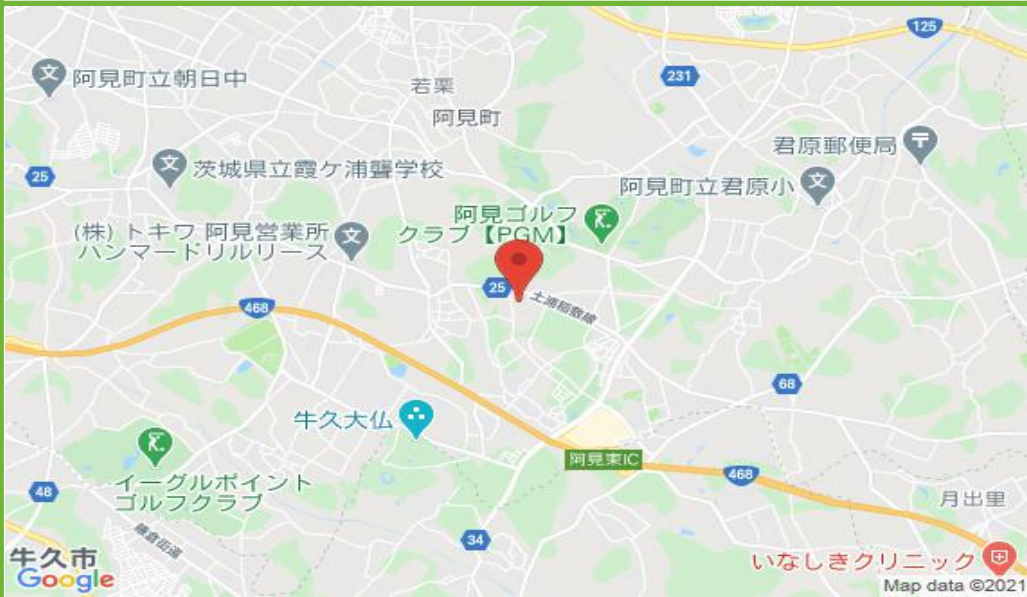 125
阿見町立朝日中
231
若栗
阿見町
君原郵便局
茨城県立霞ケ浦聾学校
25
阿見町立君原小
阿見ゴルフ
クラブ【PGM】
(株) トキワ 阿見営業所
ハンマードリルリース
25
土浦稲敷線
468
68
牛久大仏
阿見東IC
468
イーグルポイント
ゴルフクラブ
48
月出里
鎌倉街道
34
牛久市
いなしきクリニック
Google
Map data ©2021